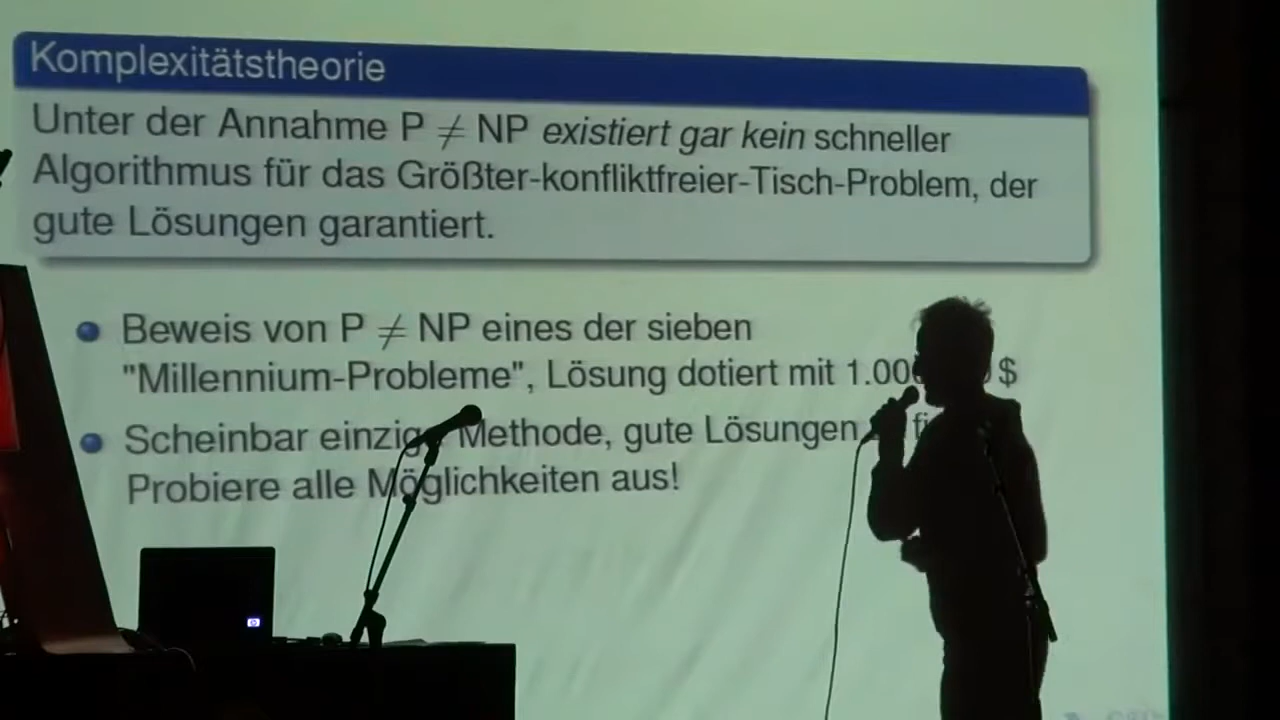 Komplexitätstheorie
Unter der Annahme P ≠ NP existiert gar kein schneller
Algorithmus für das Größter-konfliktfreier-Tisch-Problem, der
gute Lösungen garantiert.
Beweis von P ≠ NP eines der sieben
"Millennium-Probleme", Lösung dotiert mit $
Scheinbar einzige Methode, gute Lösungen
Probiere alle Möglichkeiten aus!
hp